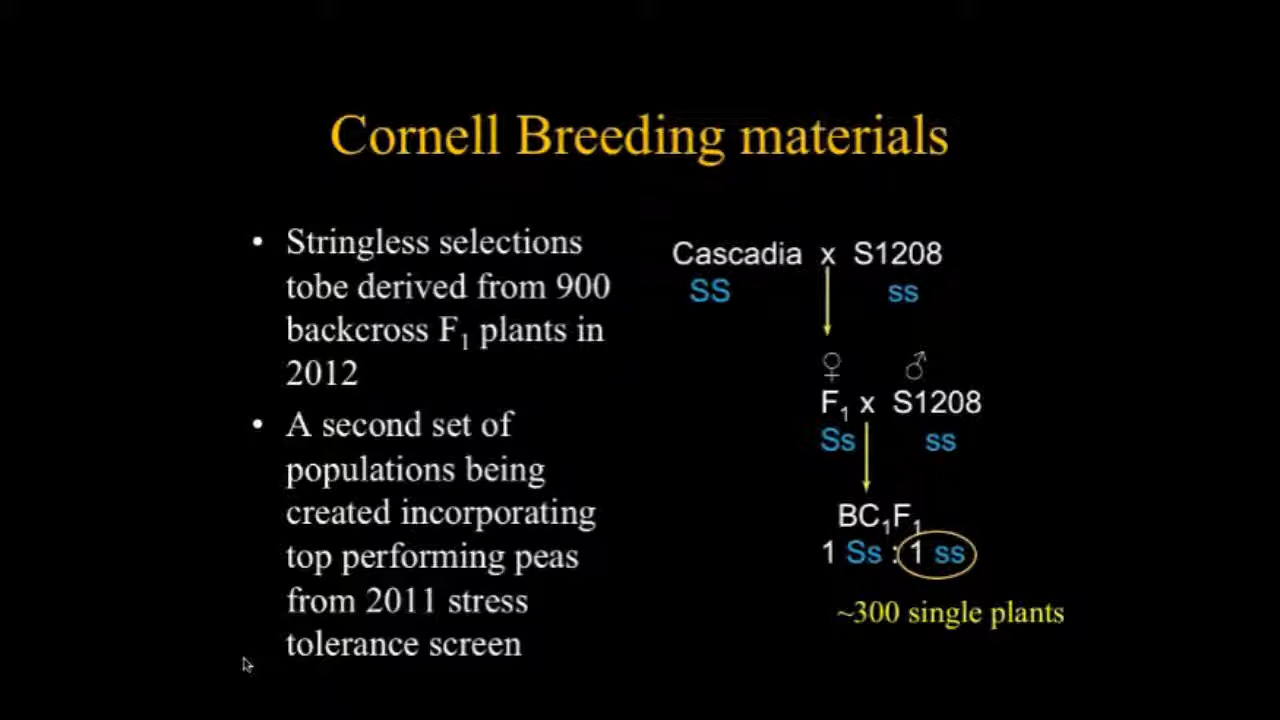 Cornell Breeding materials
• Stringless selections
tobe derived from 900
backcross F₁ plants in
2012
• A second set of
populations being
created incorporating
top performing peas
from 2011 stress
tolerance screen
Cascadia x S1208
SS ss
♀ ♂
F₁ x S1208
Ss ss
BC₁F₁
1 Ss : 1 ss
~300 single plants